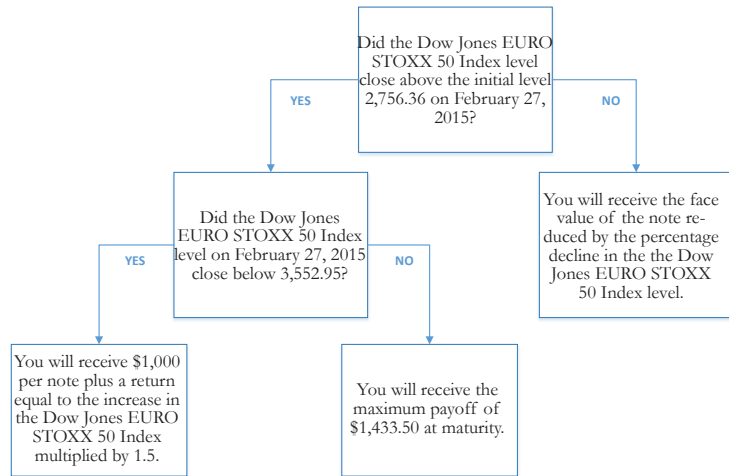 Did the Dow Jones EURO
STOXX 50 Index level
close above the initial level
2,756.36 on February 27,
2015?
YES
NO
Did the Dow Jones
EURO STOXX 50 Index
level on February 27, 2015
close below 3,552.95?
You will receive the face
value of the note re-
duced by the percentage
decline in the the Dow
Jones EURO STOXX
50 Index level.
YES
NO
You will receive $1,000
per note plus a return
equal to the increase in
the Dow Jones EURO
STOXX 50 Index
multiplied by 1.5.
You will receive the
maximum payoff of
$1,433.50 at maturity.